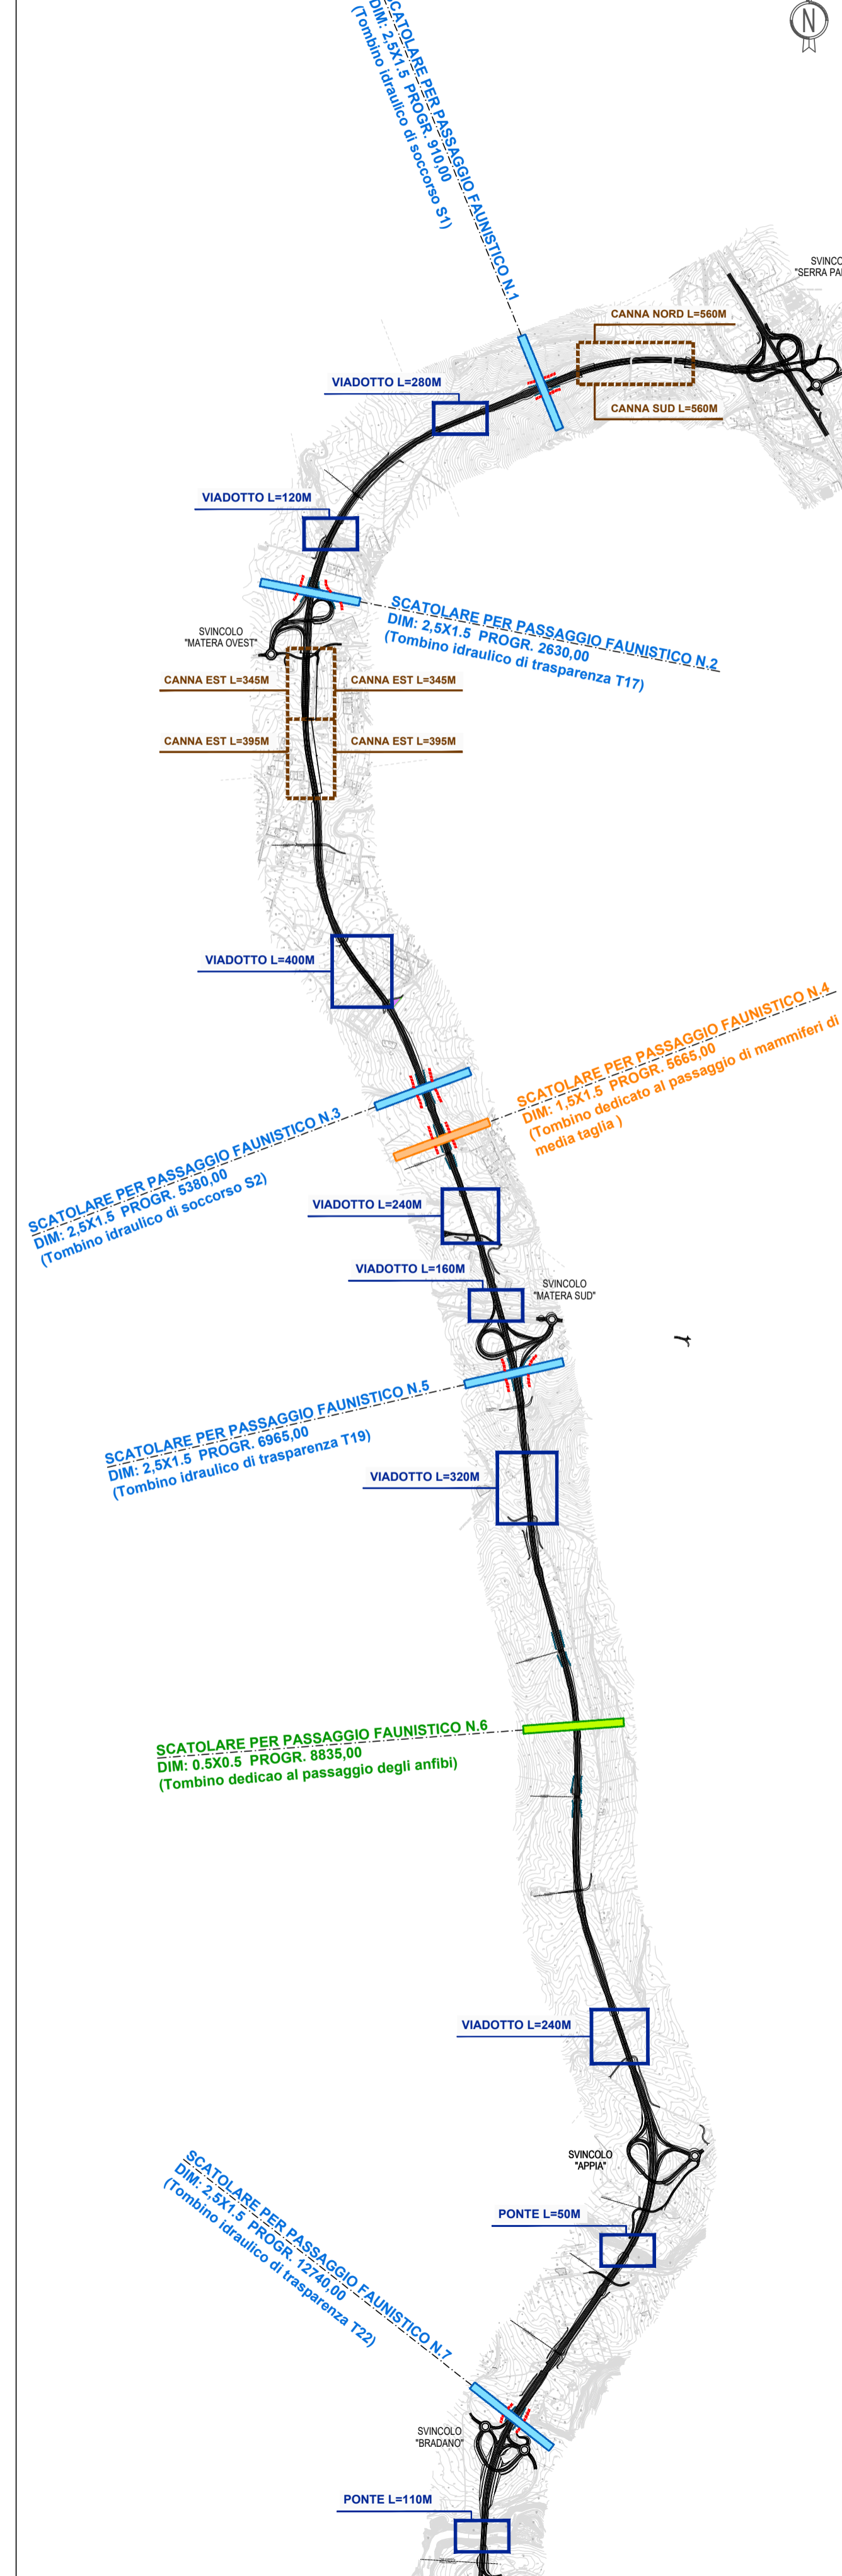 N
SCATOLARE PER PASSAGGIO FAUNISTICO N.1
DIM: 2,5X1.5 PROGR. 910,00
(Tombino idraulico di soccorso S1)
"SERRA
CANNA NORD L=560M
CANNA SUD L=560M
VIADOTTO L=280M
VIADOTTO L=120M
SCATOLARE PER PASSAGGIO FAUNISTICO N.2
DIM: 2,5X1.5 PROGR. 2630,00
(Tombino idraulico di trasparenza T17)
SVINCOLO
"MATERA OVEST"
CANNA EST L=345M
CANNA EST L=345M
CANNA EST L=395M
CANNA EST L=395M
VIADOTTO L=400M
SCATOLARE PER PASSAGGIO FAUNISTICO N.4
DIM: 1,5X1.5 PROGR. 5665,00
(Tombino dedicato al passaggio di mammiferi di
media taglia )
SCATOLARE PER PASSAGGIO FAUNISTICO N.3
DIM: 2,5X1.5 PROGR. 5380,00
(Tombino idraulico di soccorso S2)
VIADOTTO L=240M
VIADOTTO L=160M
SVINCOLO
"MATERA SUD"
SCATOLARE PER PASSAGGIO FAUNISTICO N.5
DIM: 2,5X1.5 PROGR. 6965,00
(Tombino idraulico di trasparenza T19)
VIADOTTO L=320M
SCATOLARE PER PASSAGGIO FAUNISTICO N.6
DIM: 0.5X0.5 PROGR. 8835,00
(Tombino dedicao al passaggio degli anfibi)
VIADOTTO L=240M
SVINCOLO
"APPIA"
PONTE L=50M
SCATOLARE PER PASSAGGIO FAUNISTICO N.7
DIM: 2,5X1.5 PROGR. 12740,00
(Tombino idraulico di trasparenza T22)
SVINCOLO
"BRADANO"
PONTE L=110M